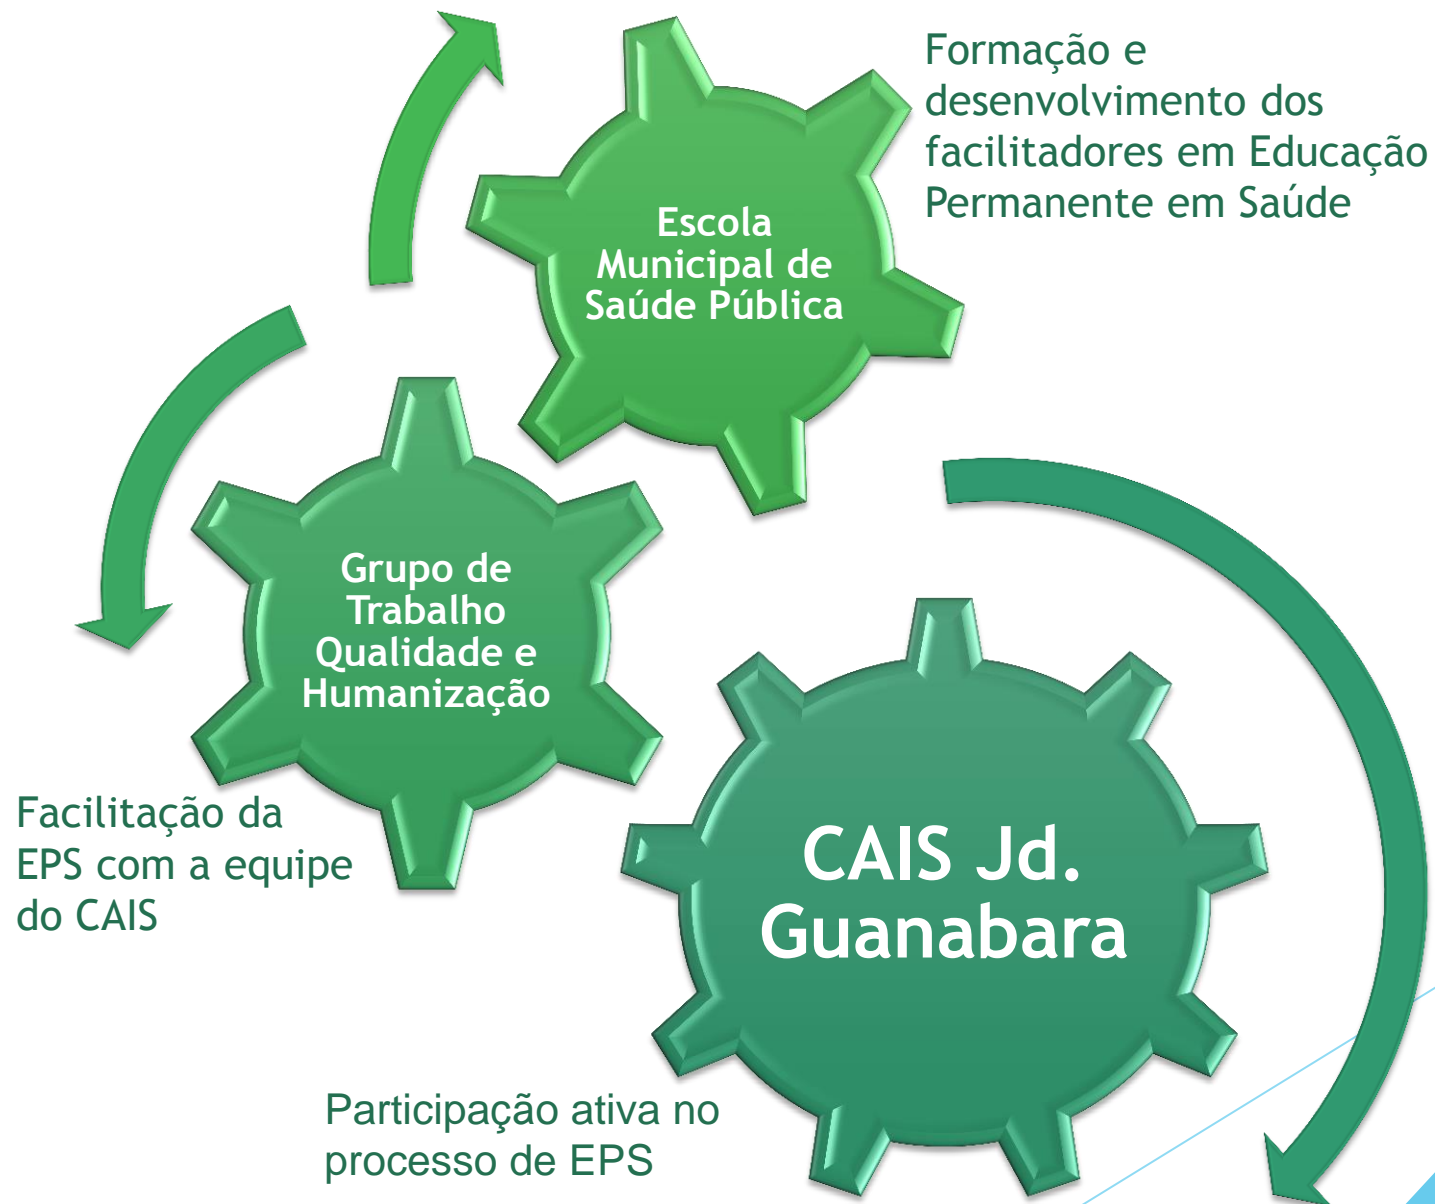 Formação e
desenvolvimento dos
facilitadores em Educação
Permanente em Saúde
Escola
Municipal de
Saúde Pública
Grupo de
Trabalho
Qualidade e
Humanização
Facilitação da
EPS com a equipe
do CAIS
CAIS Jd.
Guanabara
Participação ativa no
processo de EPS